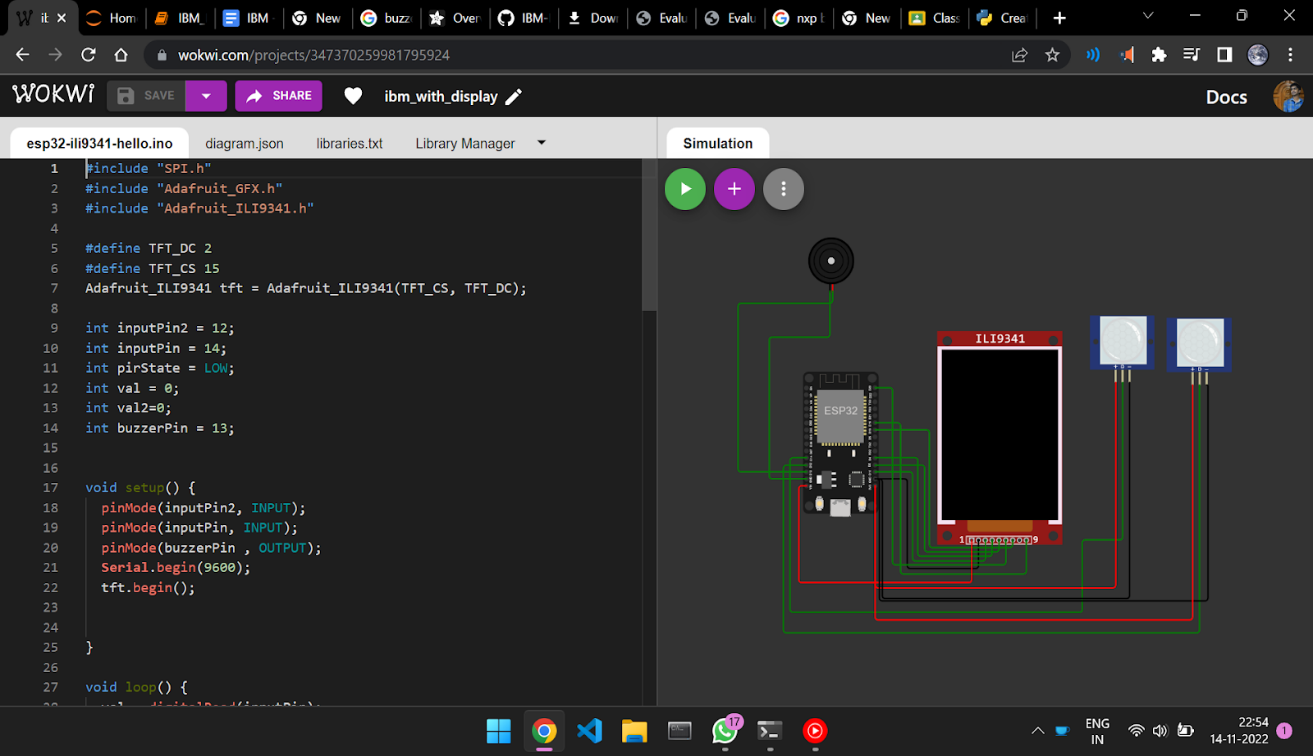 ib
Hom
IBM_
IBM
New
buzz
Over
IBM-
Dow
Evalu
Evalu
nxp b
New
Class
Crea
wokwi.com/projects/347370259981795924
WOKWI
SAVE
SHARE
ibm_with_display
Docs
esp32-ili9341-hello.ino
diagram.json
libraries.txt
Library Manager
Simulation
1 #include "SPI.h"
2 #include "Adafruit_GFX.h"
3 #include "Adafruit_ILI9341.h"
4
5 #define TFT_DC 2
6 #define TFT_CS 15
7 Adafruit_ILI9341 tft = Adafruit_ILI9341(TFT_CS, TFT_DC);
8
9 int inputPin2 = 12;
10 int inputPin = 14;
11 int pirState = LOW;
12 int val = 0;
13 int val2=0;
14 int buzzerPin = 13;
15
16
17 void setup() {
18 pinMode(inputPin2, INPUT);
19 pinMode(inputPin, INPUT);
20 pinMode(buzzerPin , OUTPUT);
21 Serial.begin(9600);
22 tft.begin();
23
24
25 }
26
27 void loop() {
28 val = digitalRead(inputPin);
ILI9341
ESP32
1
9
17
ENG
IN
22:54
14-11-2022
1